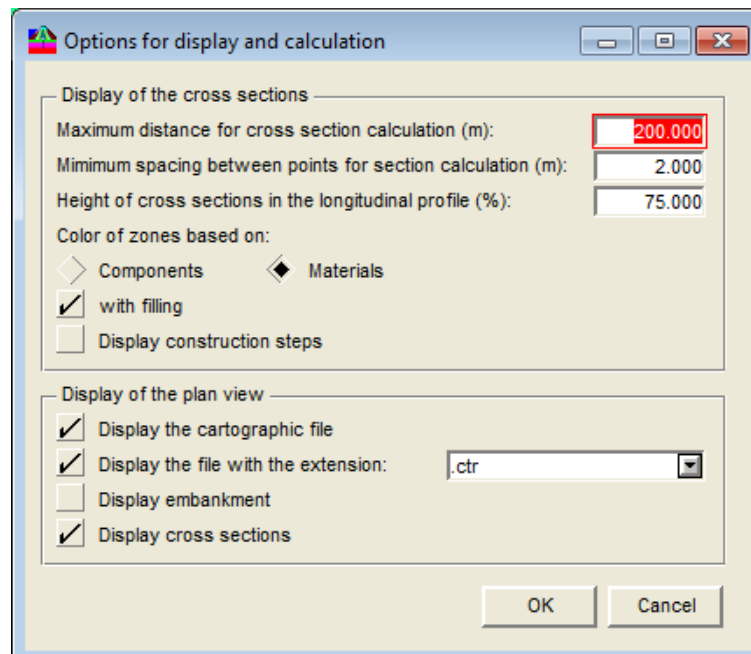 Options for display and calculation
Display of the cross sections
Maximum distance for cross section calculation (m): 200.000
Mimimum spacing between points for section calculation (m): 2.000
Height of cross sections in the longitudinal profile (%): 75.000
Color of zones based on:
Components Materials
with filling
Display construction steps
Display of the plan view
Display the cartographic file
Display the file with the extension: .ctr
Display embankment
Display cross sections
OK Cancel